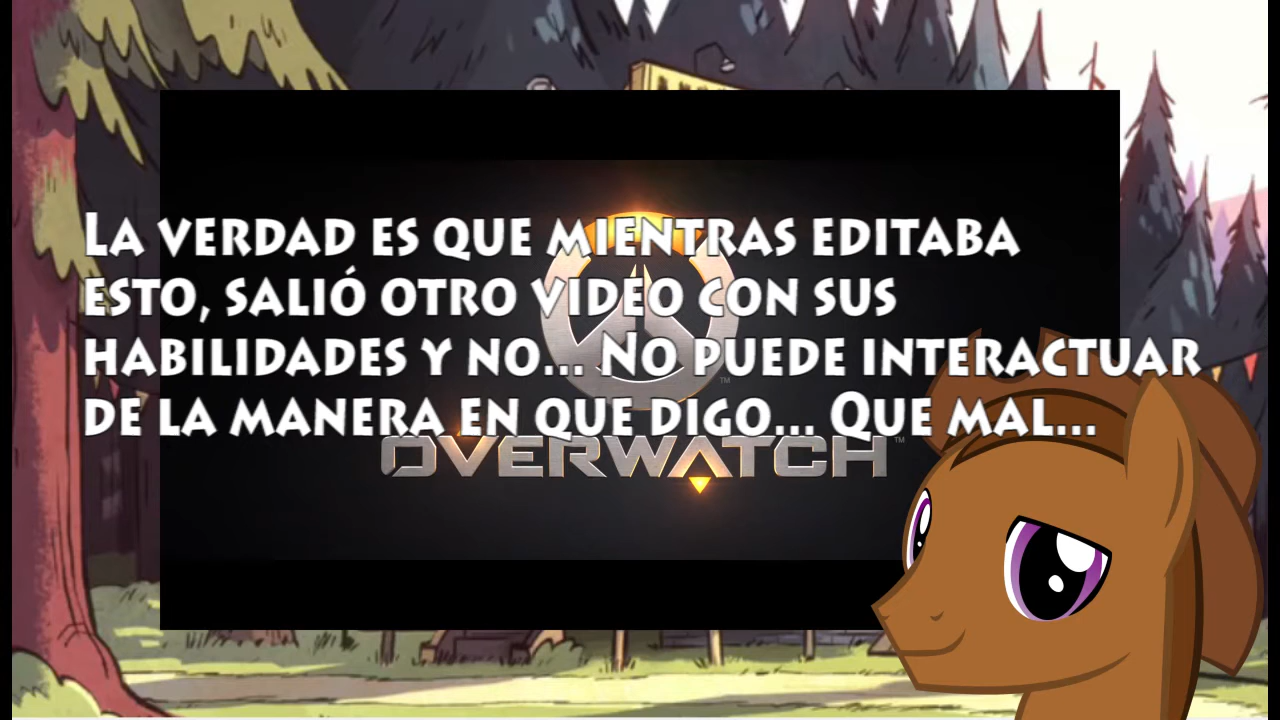 LA VERDAD ES QUE MIENTRAS EDITABA
ESTO, SALIÓ OTRO VIDEO CON SUS
HABILIDADES Y NO... NO PUEDE INTERACTUAR
DE LA MANERA EN QUE DIGO... QUE MAL...
OVERWATCH™